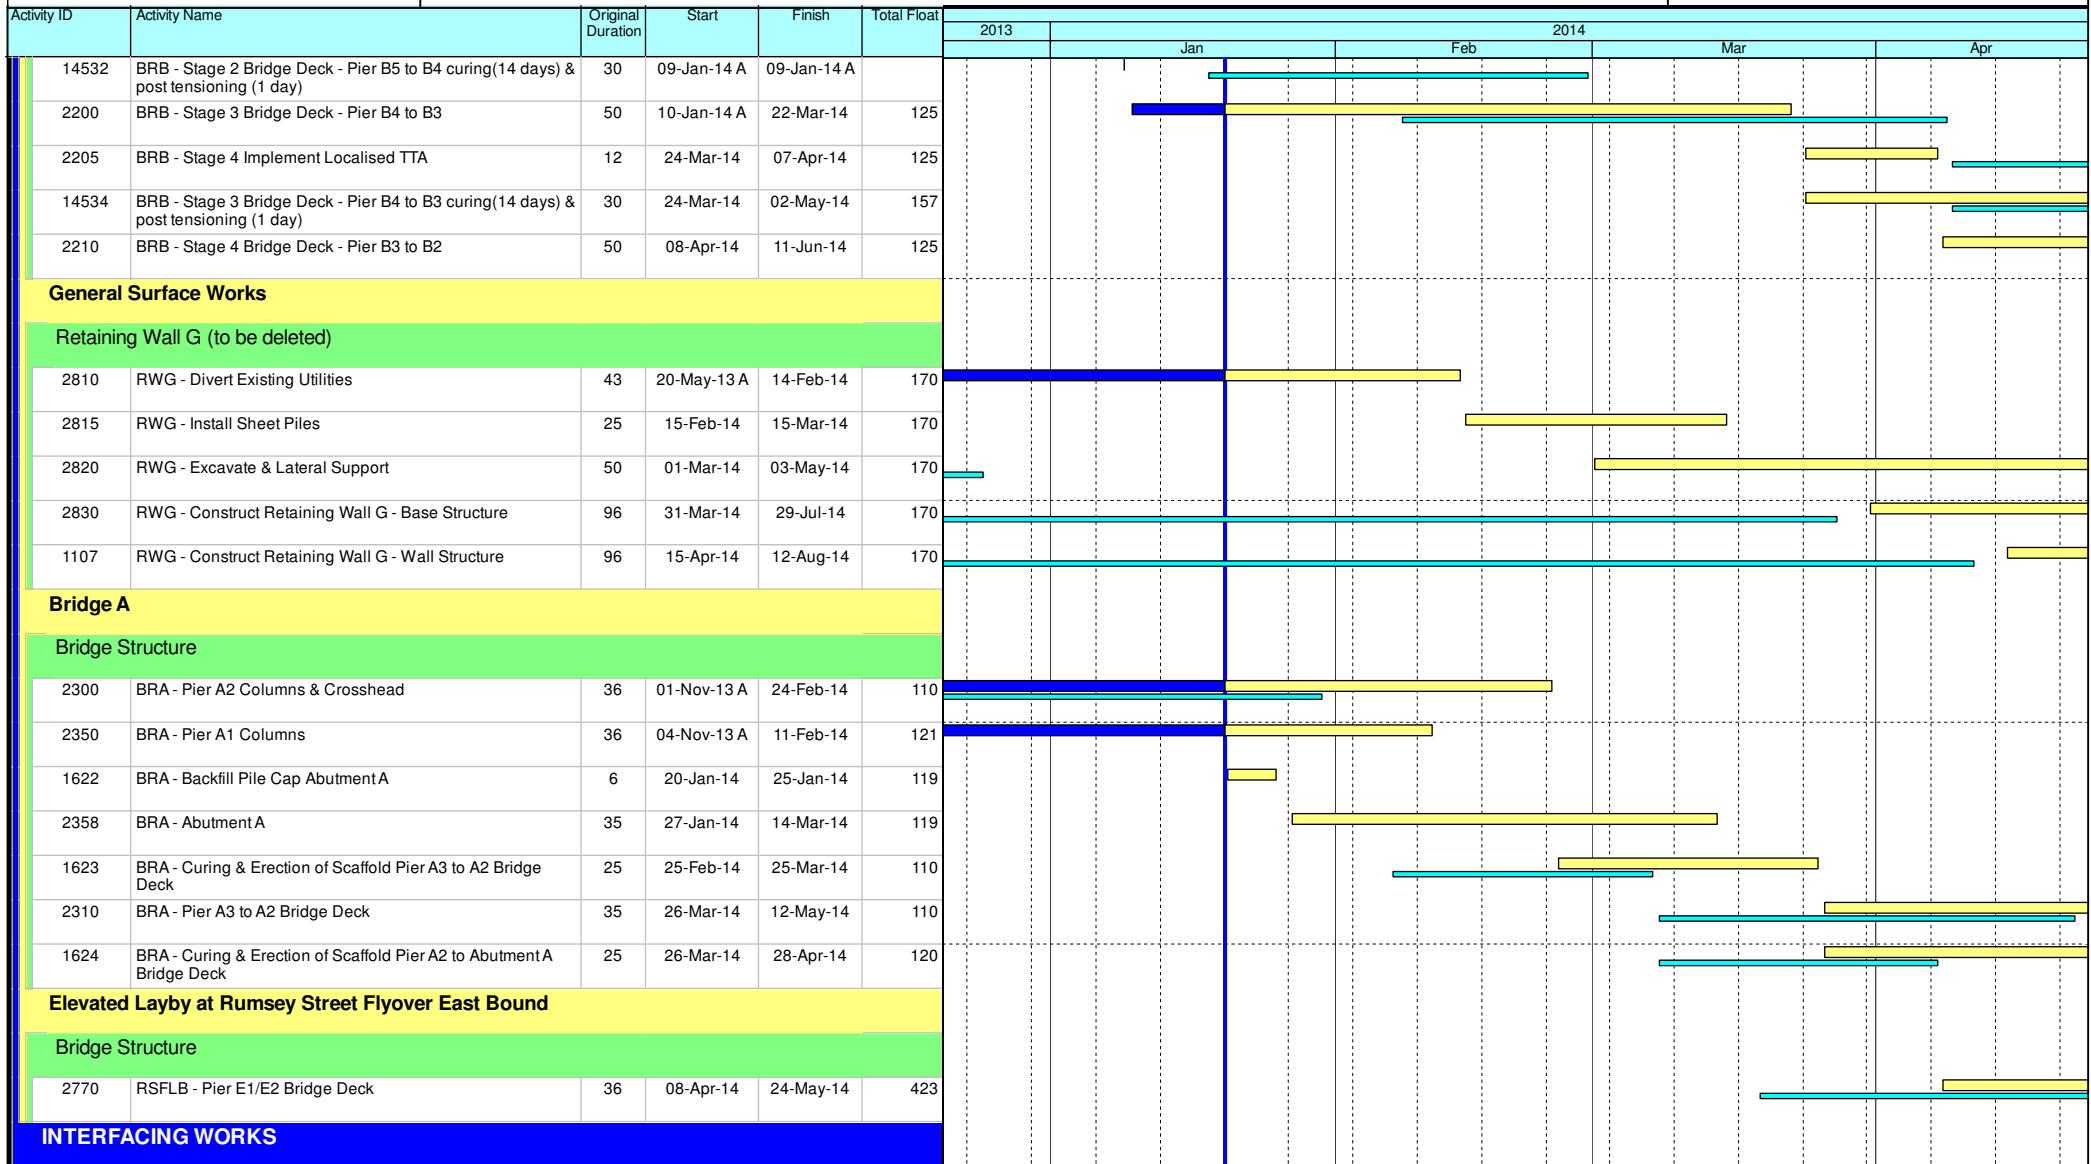 Activity ID Activity Name Original Start Finish Total Float
Duration
2013 2014
Jan Feb Mar Apr
14532 BRB - Stage 2 Bridge Deck - Pier B5 to B4 curing(14 days) & 30 09-Jan-14 A 09-Jan-14 A
post tensioning (1 day)
2200 BRB - Stage 3 Bridge Deck - Pier B4 to B3 50 10-Jan-14 A 22-Mar-14 125
2205 BRB - Stage 4 Implement Localised TTA 12 24-Mar-14 07-Apr-14 125
14534 BRB - Stage 3 Bridge Deck - Pier B4 to B3 curing(14 days) & 30 24-Mar-14 02-May-14 157
post tensioning (1 day)
2210 BRB - Stage 4 Bridge Deck - Pier B3 to B2 50 08-Apr-14 11-Jun-14 125
General Surface Works
Retaining Wall G (to be deleted)
2810 RWG - Divert Existing Utilities 43 20-May-13 A 14-Feb-14 170
2815 RWG - Install Sheet Piles 25 15-Feb-14 15-Mar-14 170
2820 RWG - Excavate & Lateral Support 50 01-Mar-14 03-May-14 170
2830 RWG - Construct Retaining Wall G - Base Structure 96 31-Mar-14 29-Jul-14 170
1107 RWG - Construct Retaining Wall G - Wall Structure 96 15-Apr-14 12-Aug-14 170
Bridge A
Bridge Structure
2300 BRA - Pier A2 Columns & Crosshead 36 01-Nov-13 A 24-Feb-14 110
2350 BRA - Pier A1 Columns 36 04-Nov-13 A 11-Feb-14 121
1622 BRA - Backfill Pile Cap Abutment A 6 20-Jan-14 25-Jan-14 119
2358 BRA - Abutment A 35 27-Jan-14 14-Mar-14 119
1623 BRA - Curing & Erection of Scaffold Pier A3 to A2 Bridge 25 25-Feb-14 25-Mar-14 110
Deck
2310 BRA - Pier A3 to A2 Bridge Deck 35 26-Mar-14 12-May-14 110
1624 BRA - Curing & Erection of Scaffold Pier A2 to Abutment A 25 26-Mar-14 28-Apr-14 120
Bridge Deck
Elevated Layby at Rumsey Street Flyover East Bound
Bridge Structure
2770 RSFLB - Pier E1/E2 Bridge Deck 36 08-Apr-14 24-May-14 423
INTERFACING WORKS